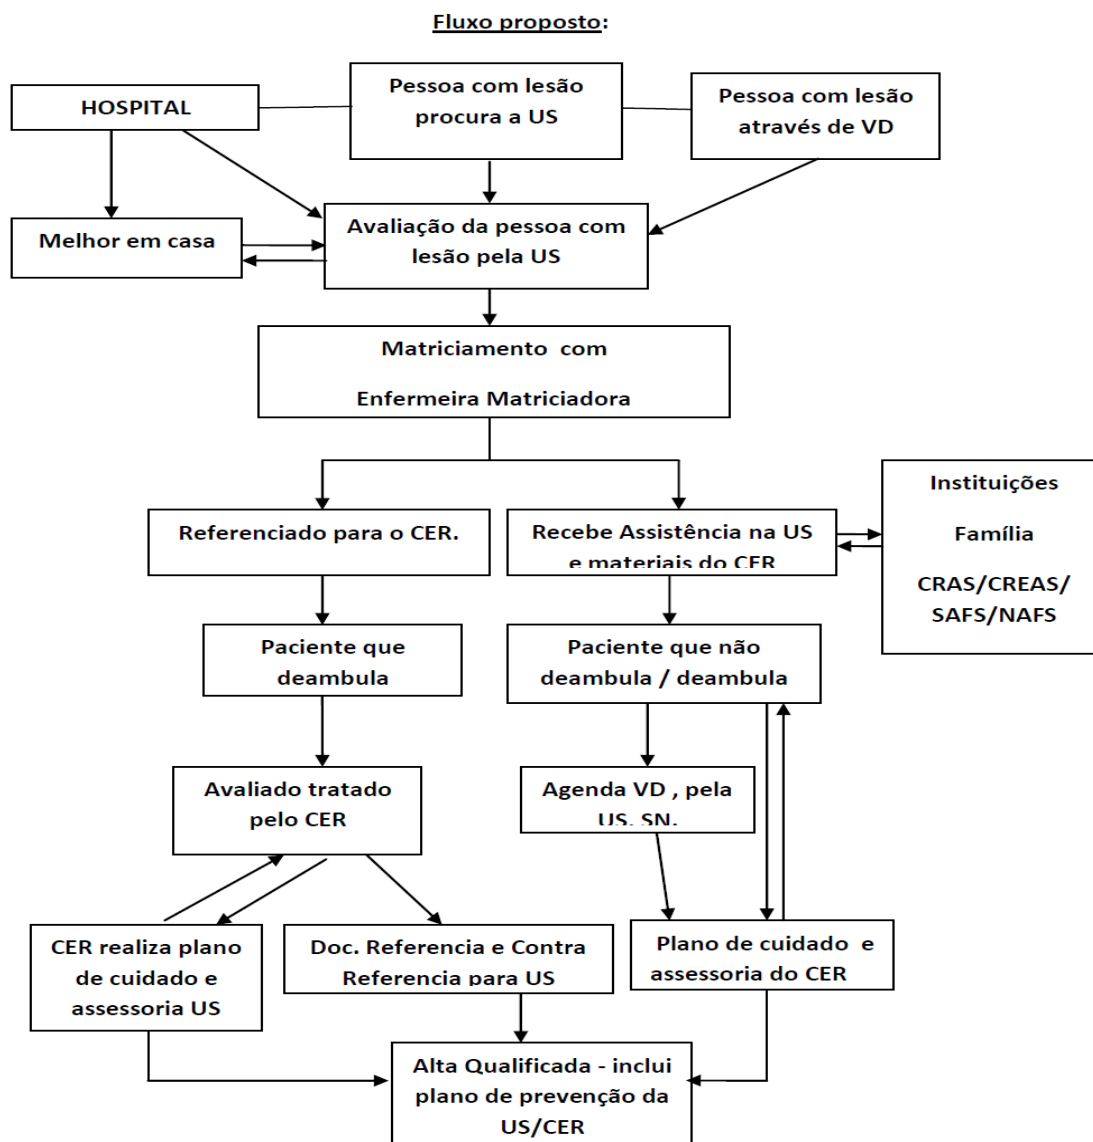 Fluxo proposto:
HOSPITAL
Pessoa com lesão
procura a US
Pessoa com lesão
através de VD
Melhor em casa
Avaliação da pessoa com
lesão pela US
Matriciamento com
Enfermeira Matriciadora
Referenciado para o CER.
Recebe Assistência na US
e materiais do CER
Instituições
Família
CRAS/CREAS/
SAFS/NAFS
Paciente que
deambula
Paciente que não
deambula / deambula
Avaliado tratado
pelo CER
Agenda VD , pela
US. SN.
CER realiza plano
de cuidado e
assessoria US
Doc. Referencia e Contra
Referencia para US
Plano de cuidado e
assessoria do CER
Alta Qualificada - inclui
plano de prevenção da
US/CER